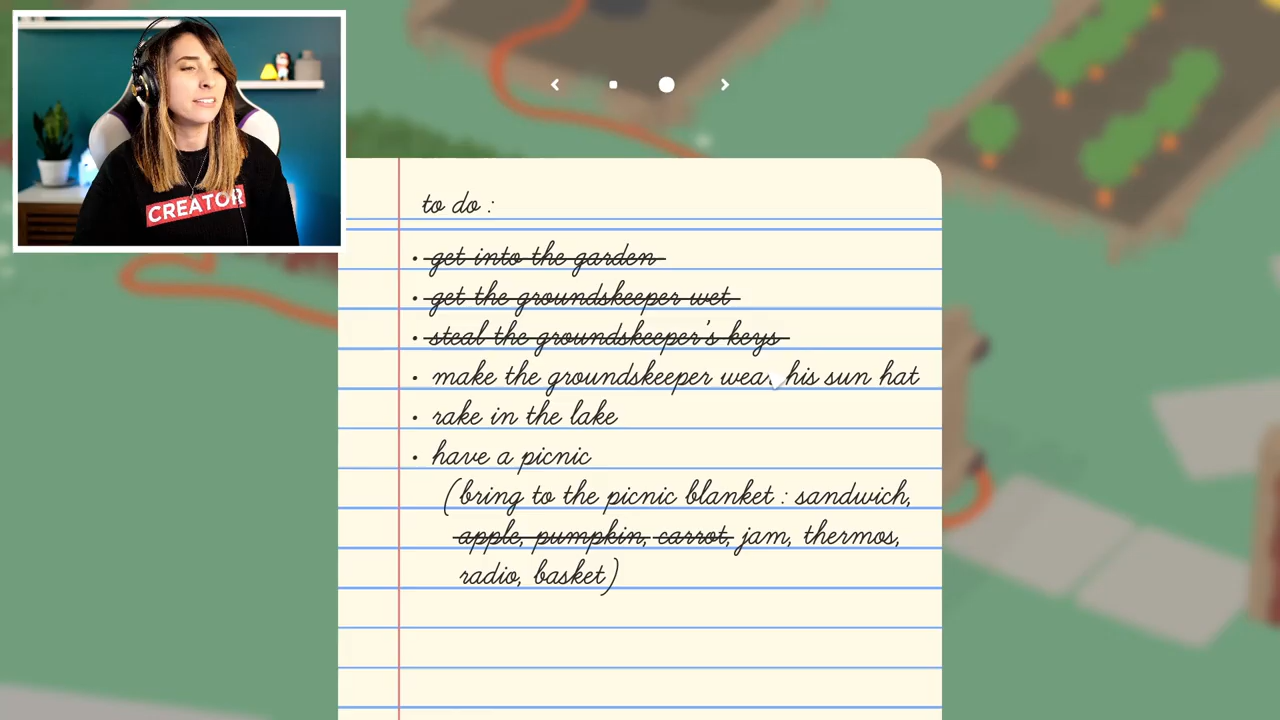 CREATOR
to do :
• get into the garden
• get the groundskeeper wet
• steal the groundskeeper's keys
• make the groundskeeper wear his sun hat
• rake in the lake
• have a picnic
(bring to the picnic blanket : sandwich,
apple, pumpkin, carrot, jam, thermos,
radio, basket)